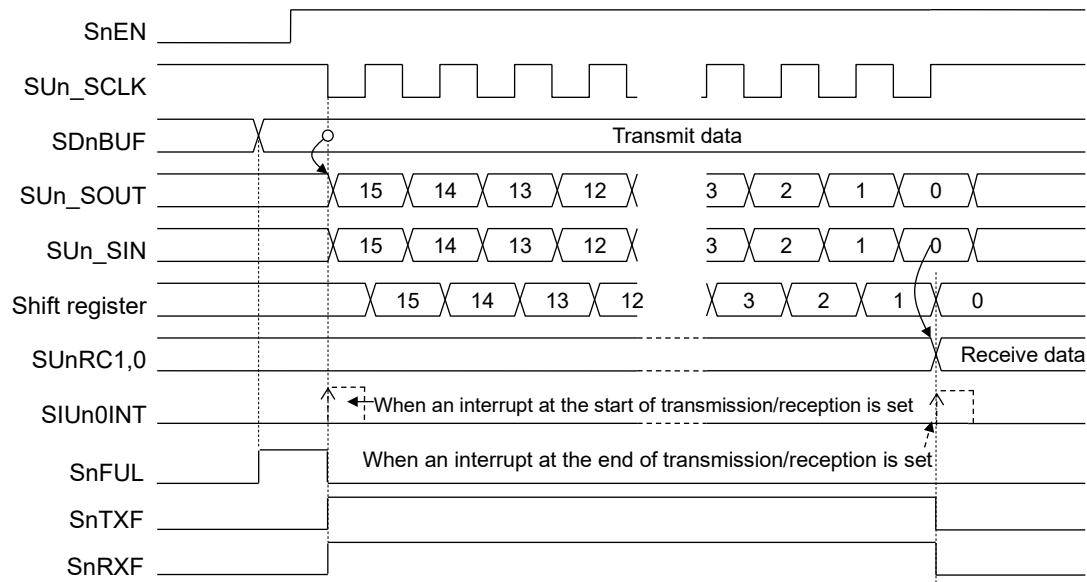 SnEN
SUn_SCLK
SDnBUF Transmit data
SUn_SOUT 15 14 13 12 3 2 1 0
SUn_SIN 15 14 13 12 3 2 1 0
Shift register 15 14 13 12 3 2 1 0
SUnRC1,0 Receive data
SIUn0INT When an interrupt at the start of transmission/reception is set
When an interrupt at the end of transmission/reception is set
SnFUL
SnTXF
SnRXF